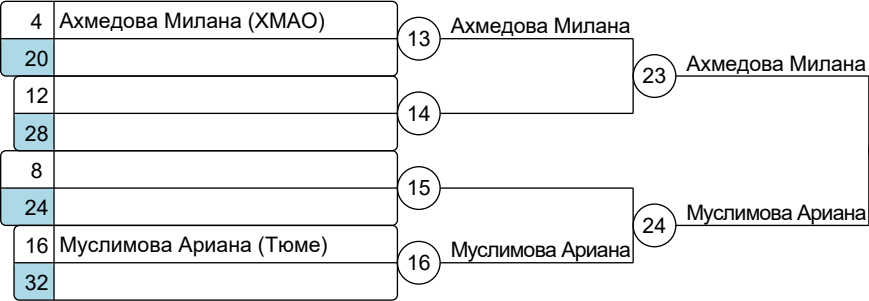 4 Ахмедова Милана (ХМАО)
13 Ахмедова Милана
20
23 Ахмедова Милана
12
14
28
8
15
24
24 Муслимова Ариана
16 Муслимова Ариана (Тюме)
16 Муслимова Ариана
32